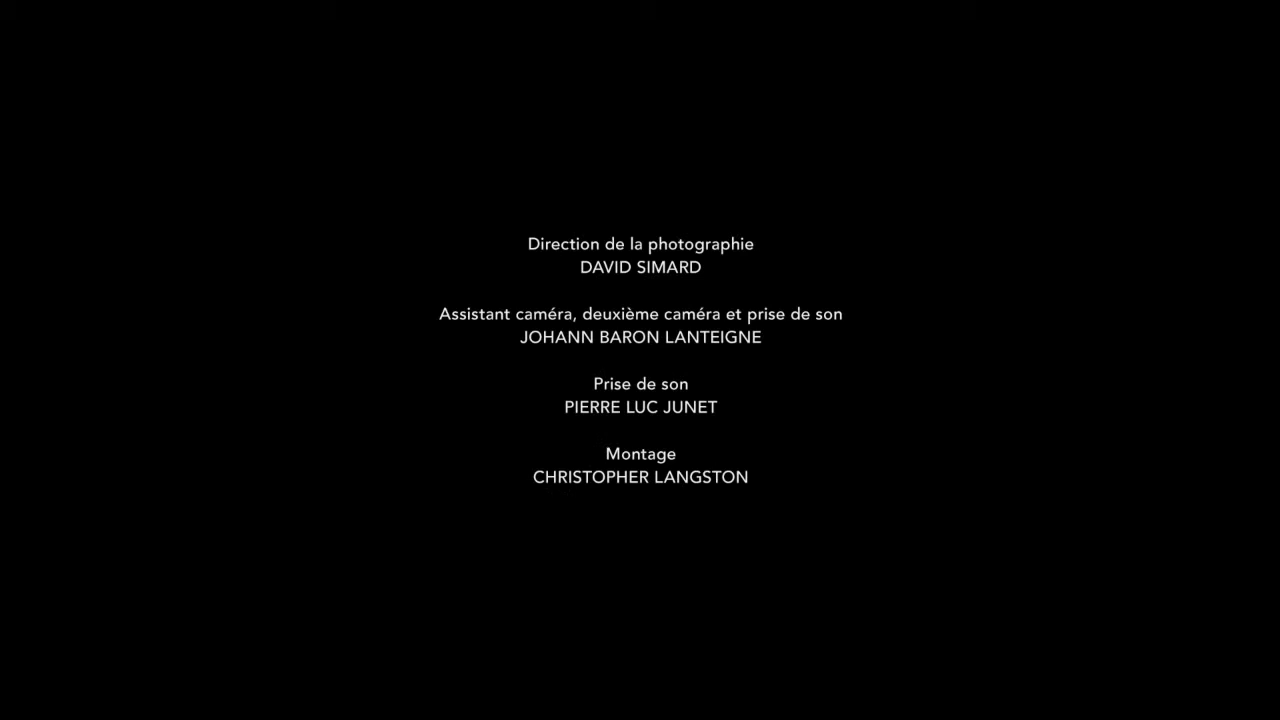 Direction de la photographie
DAVID SIMARD
Assistant caméra, deuxième caméra et prise de son
JOHANN BARON LANTEIGNE
Prise de son
PIERRE LUC JUNET
Montage
CHRISTOPHER LANGSTON